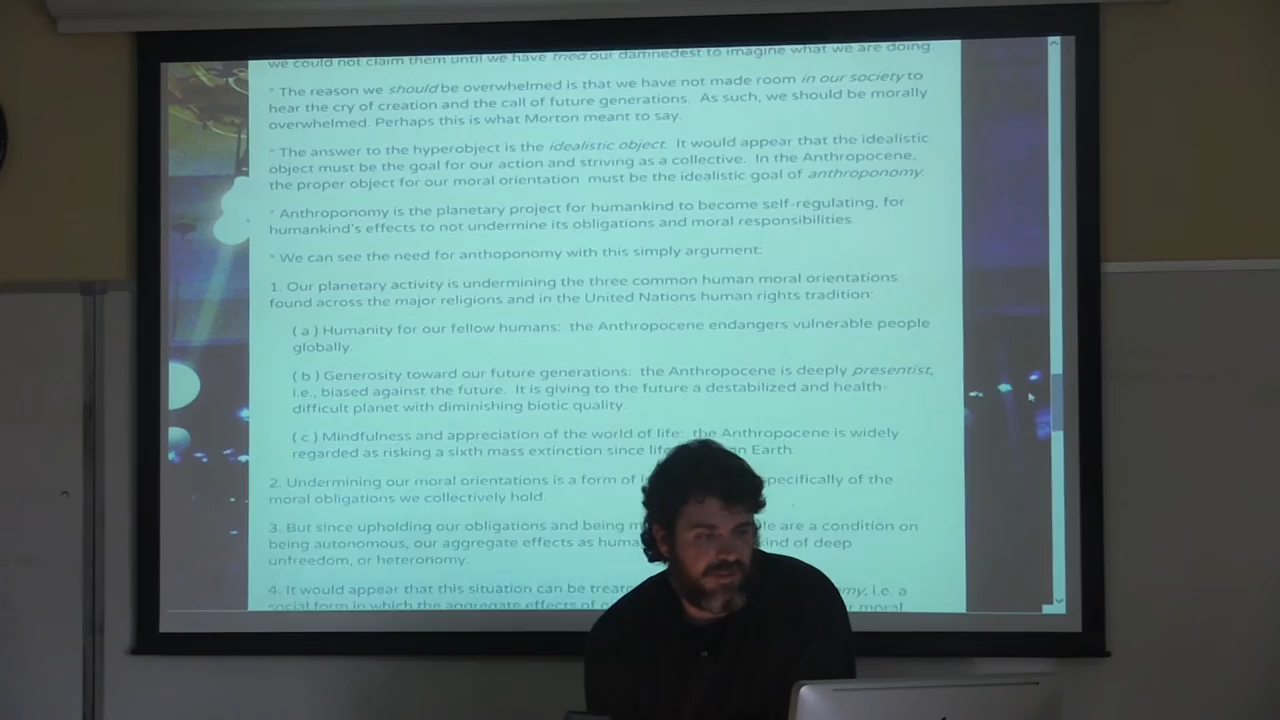 we could not claim them until we have tried our damnedest to imagine what we are doing.
* The reason we should be overwhelmed is that we have not made room in our society to
hear the cry of creation and the call of future generations. As such, we should be morally
overwhelmed. Perhaps this is what Morton meant to say.
* The answer to the hyperobject is the idealistic object. It would appear that the idealistic
object must be the goal for our action and striving as a collective. In the Anthropocene,
the proper object for our moral orientation must be the idealistic goal of anthroponomy.
* Anthroponomy is the planetary project for humankind to become self-regulating, for
humankind's effects to not undermine its obligations and moral responsibilities.
* We can see the need for anthoponomy with this simply argument:
1. Our planetary activity is undermining the three common human moral orientations
found across the major religions and in the United Nations human rights tradition:
( a ) Humanity for our fellow humans: the Anthropocene endangers vulnerable people
globally.
( b ) Generosity toward our future generations: the Anthropocene is deeply presentist,
i.e., biased against the future. It is giving to the future a destabilized and health-
difficult planet with diminishing biotic quality.
( c ) Mindfulness and appreciation of the world of life: the Anthropocene is widely
regarded as risking a sixth mass extinction since life on Earth.
2. Undermining our moral orientations is a form of specifically of the
moral obligations we collectively hold.
3. But since upholding our obligations and being are a condition on
being autonomous, our aggregate effects as kind of deep
unfreedom, or heteronomy.
4. It would appear that this situation can be i.e. a
social form in which the aggregate effects of moral